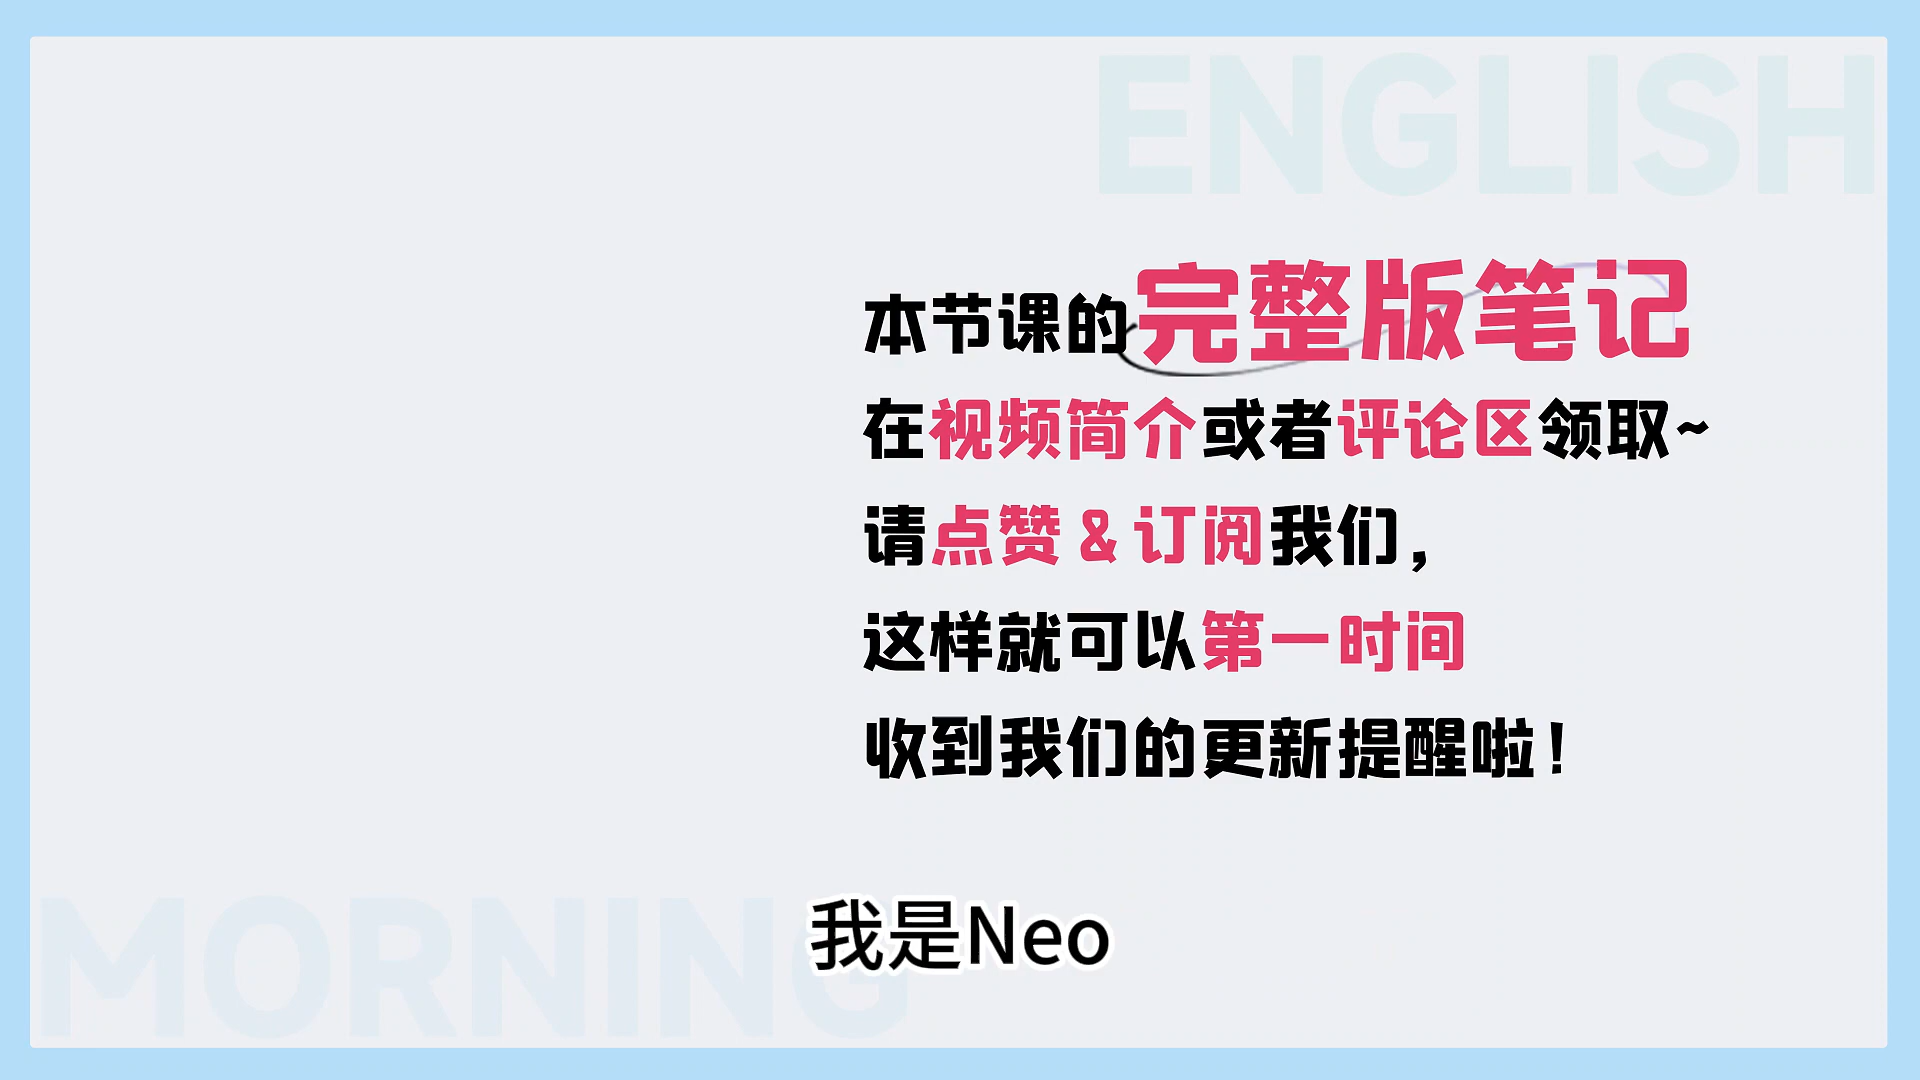 ENGLISH
本节课的完整版笔记
在视频简介或者评论区领取~
请点赞&订阅我们，
这样就可以第一时间
收到我们的更新提醒啦！
我是Neo
MORNING